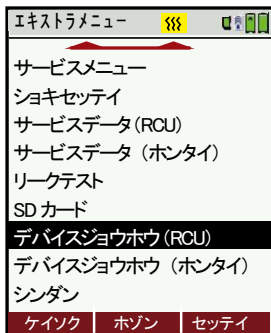 エキストラメニュー
サービスメニュー
ショキセッテイ
サービスデータ(RCU)
サービスデータ (ホンタイ)
リークテスト
SD カード
デバイスジョウホウ(RCU)
デバイスジョウホウ (ホンタイ)
シンダン
ケイソク ホゾン セッテイ